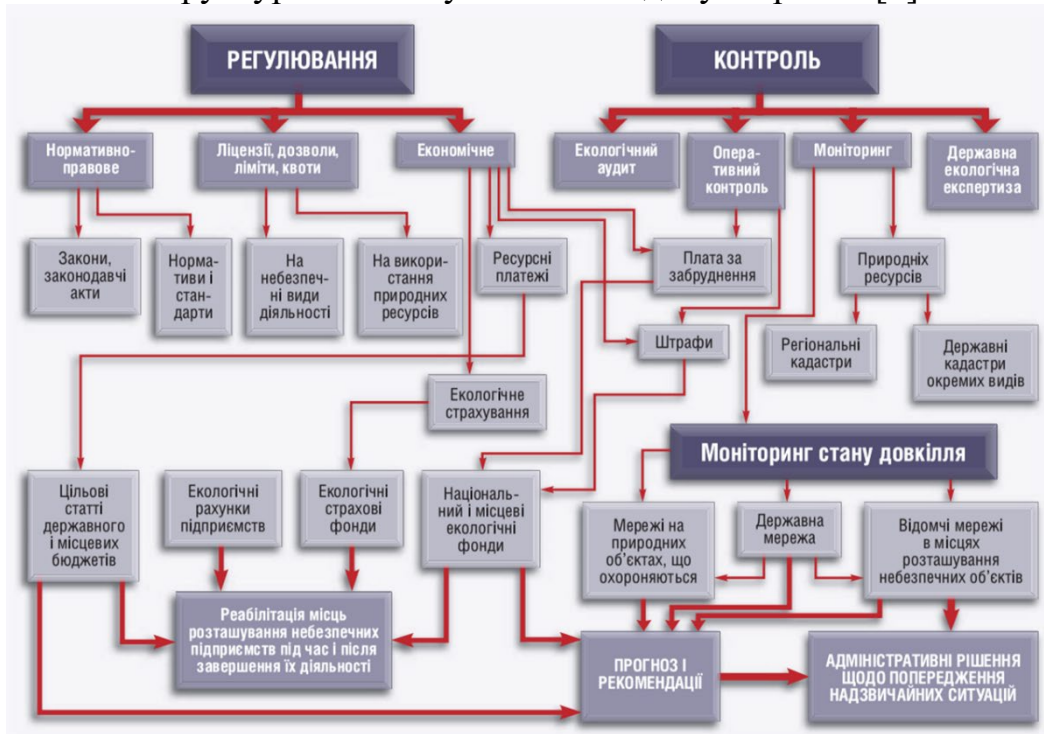 РЕГУЛЮВАННЯ
КОНТРОЛЬ
Нормативно-
правове
Ліцензії, дозволи,
ліміти, квоти
Економічне
Екологічний
аудит
Опера-
тивний
контроль
Моніторинг
Державна
екологічна
експертиза
Закони,
законодавчі
акти
Норма-
тиви і
стан-
дарти
На
небезпеч-
ні види
діяльності
На викори-
стання
природних
ресурсів
Ресурсні
платежі
Плата за
забруднення
Природніх
ресурсів
Штрафи
Регіональні
кадастри
Державні
кадастри
окремих видів
Екологічне
страхування
Моніторинг стану довкілля
Цільові
статті
державного
і місцевих
бюджетів
Екологічні
рахунки
підприємств
Екологічні
страхові
фонди
Національ-
ний і місцеві
екологічні
фонди
Мережі на
природних
об’єктах, що
охороняються
Державна
мережа
Відомчі мережі
в місцях
розташування
небезпечних об’єктів
Реабілітація місць
розташування небезпечних
підприємств під час і після
завершення їх діяльності
ПРОГНОЗ І
РЕКОМЕНДАЦІЇ
АДМІНІСТРАТИВНІ РІШЕННЯ
ЩОДО ПОПЕРЕДЖЕННЯ
НАДЗВИЧАЙНИХ СИТУАЦІЙ